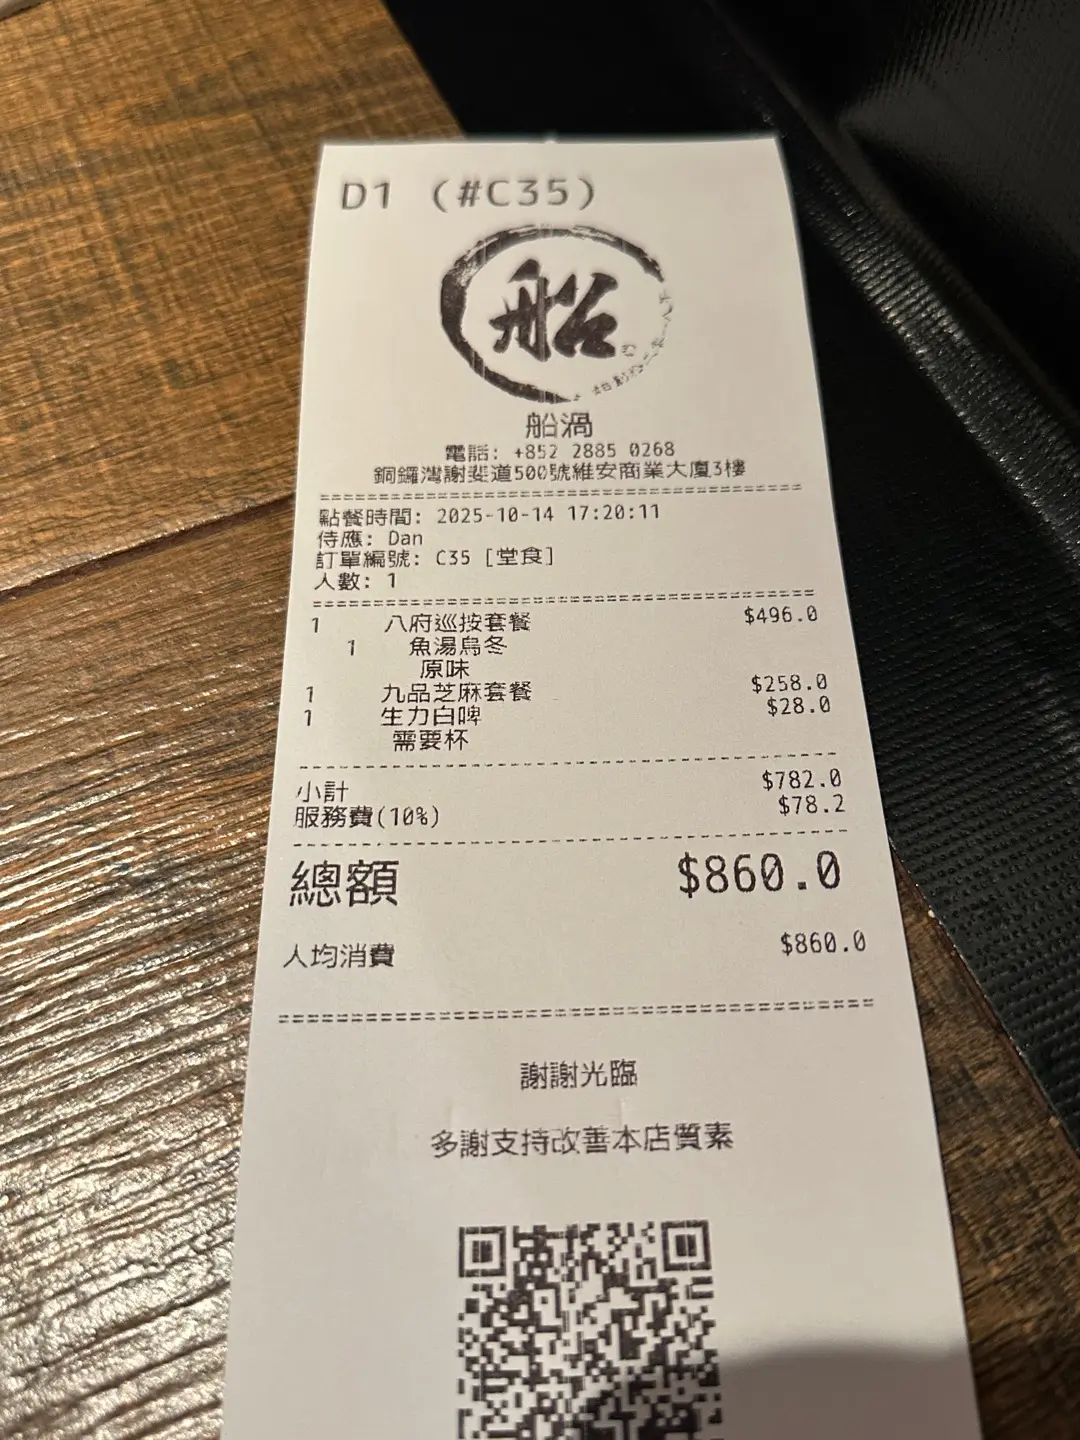 D1 (#C35)
船
船渦
電話: +852 2885 0268
銅鑼灣謝斐道500號維安商業大廈3樓
點餐時間: 2025-10-14 17:20:11
侍應: Dan
訂單編號: C35 [堂食]
人數: 1
1 八府巡按套餐 $496.0
1 魚湯烏冬
原味
1 九品芝麻套餐 $258.0
1 生力白啤 $28.0
需要杯
小計 $782.0
服務費(10%) $78.2
總額 $860.0
人均消費 $860.0
謝謝光臨
多謝支持改善本店質素